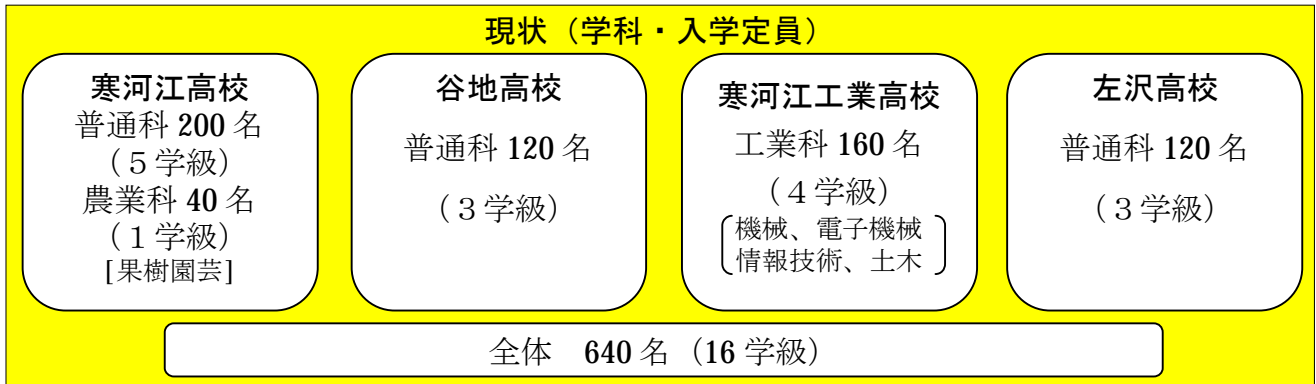 現状（学科・入学定員）
寒河江高校
普通科 200 名
（５学級）
農業科 40 名
（１学級）
[果樹園芸]
谷地高校
普通科 120 名
（３学級）
寒河江工業高校
工業科 160 名
（４学級）
機械、電子機械
情報技術、土木
左沢高校
普通科 120 名
（３学級）
全体　640 名（16 学級）